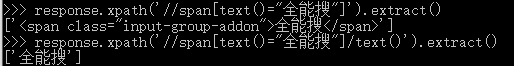 >>> response.xpath('//span[text()="全能搜"]').extract()
['<span class="input-group-addon">全能搜</span>']
>>> response.xpath('//span[text()="全能搜"]/text()').extract()
['全能搜']